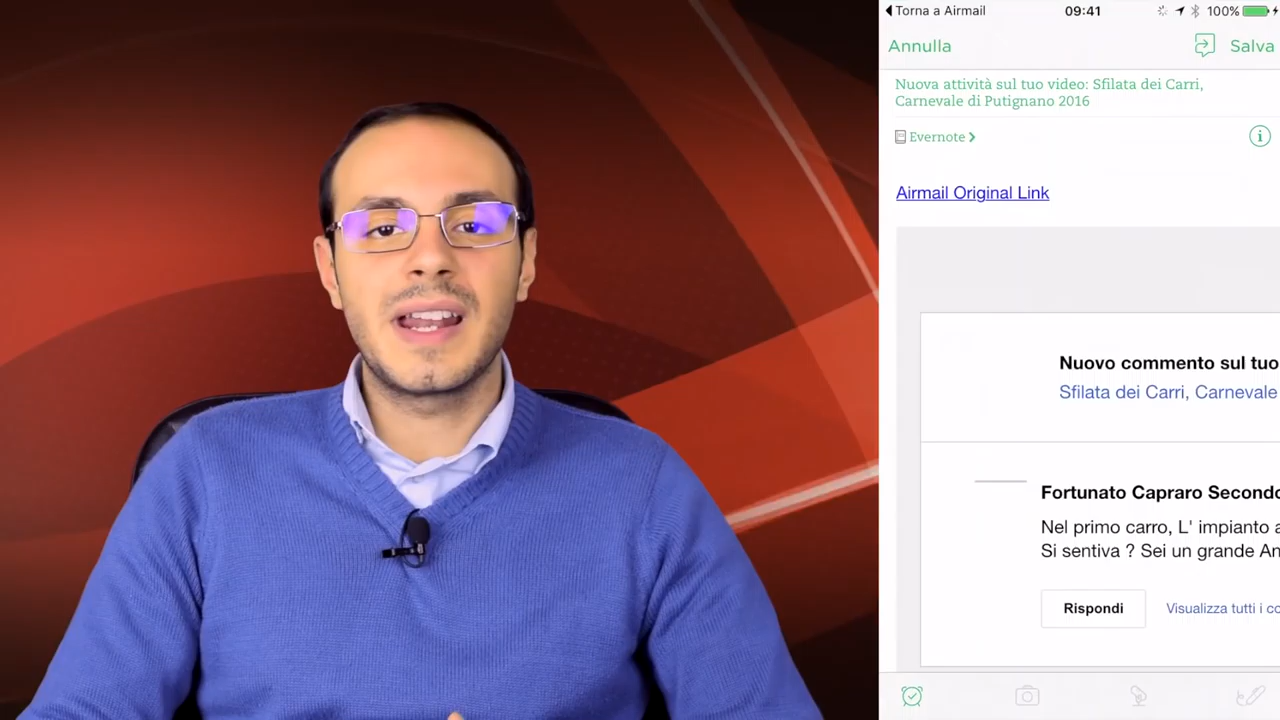 Torna a Airmail
09:41
100%
Annulla
Salva
Nuova attività sul tuo video: Sfilata dei Carri,
Carnevale di Putignano 2016
Evernote
Airmail Original Link
Nuovo commento sul tuo
Sfilata dei Carri, Carnevale
Fortunato Capraro Secondo
Nel primo carro, L' impianto a
Si sentiva ? Sei un grande An
Rispondi
Visualizza tutti i co